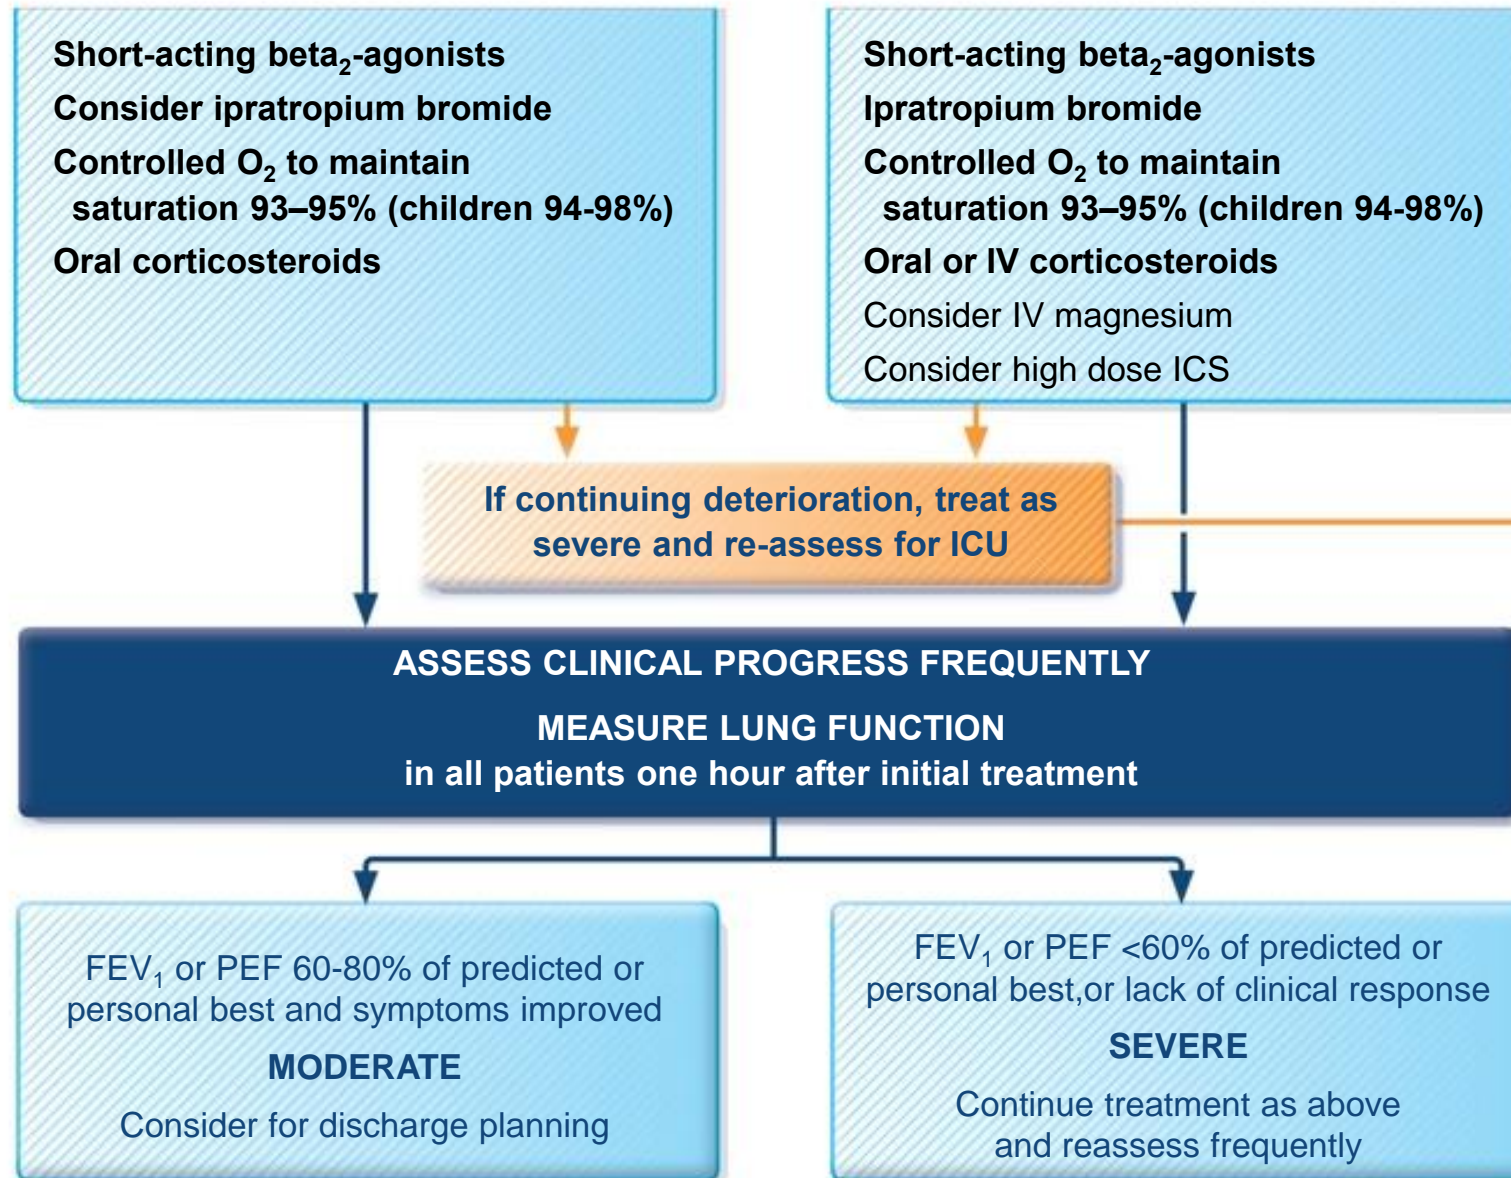 Short-acting beta₂-agonists
Consider ipratropium bromide
Controlled O₂ to maintain
saturation 93–95% (children 94-98%)
Oral corticosteroids
Short-acting beta₂-agonists
Ipratropium bromide
Controlled O₂ to maintain
saturation 93–95% (children 94-98%)
Oral or IV corticosteroids
Consider IV magnesium
Consider high dose ICS
If continuing deterioration, treat as
severe and re-assess for ICU
ASSESS CLINICAL PROGRESS FREQUENTLY
MEASURE LUNG FUNCTION
in all patients one hour after initial treatment
FEV₁ or PEF 60-80% of predicted or
personal best and symptoms improved
MODERATE
Consider for discharge planning
FEV₁ or PEF <60% of predicted or
personal best,or lack of clinical response
SEVERE
Continue treatment as above
and reassess frequently